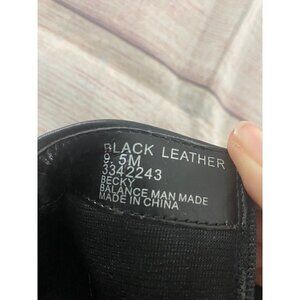 BLACK LEATHER
9.5M
3342243
BECKY
BALANCE MAN MADE
MADE IN CHINA